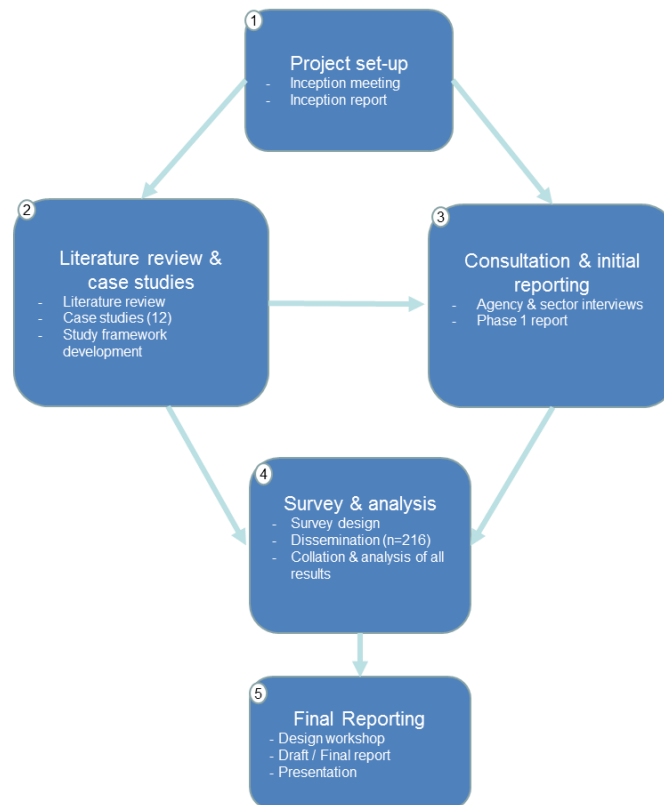 1
Project set-up
- Inception meeting
- Inception report
2
Literature review &
case studies
- Literature review
- Case studies (12)
- Study framework
development
3
Consultation & initial
reporting
- Agency & sector interviews
- Phase 1 report
4
Survey & analysis
- Survey design
- Dissemination (n=216)
- Collation & analysis of all
results
5
Final Reporting
- Design workshop
- Draft / Final report
- Presentation